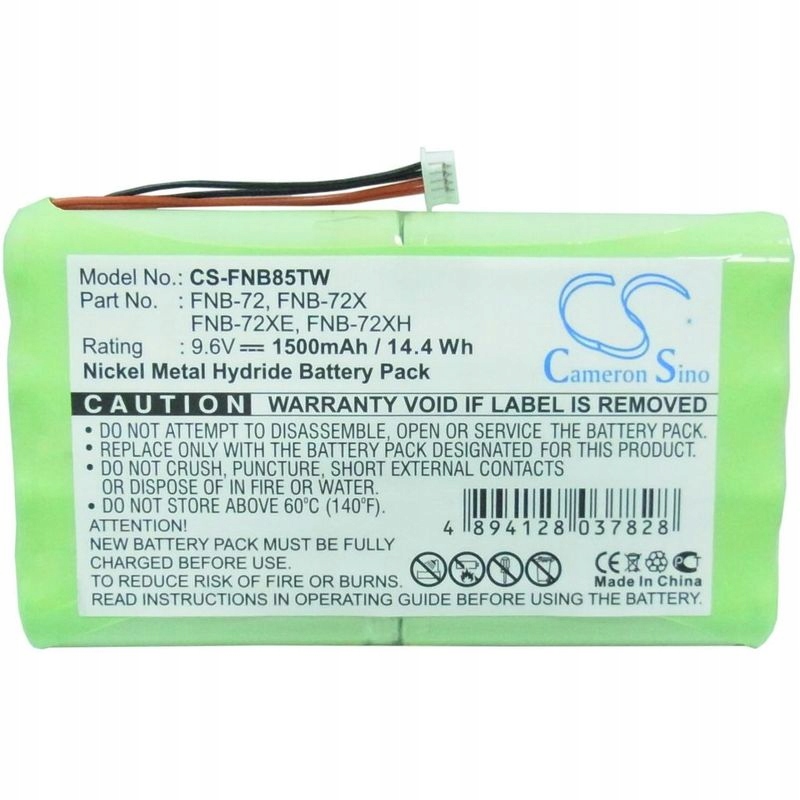 Model No.: CS-FNB85TW
Part No. : FNB-72, FNB-72X
FNB-72XE, FNB-72XH
Rating : 9.6V 1500mAh / 14.4 Wh
Nickel Metal Hydride Battery Pack
CS
Cameron Sino
CAUTION WARRANTY VOID IF LABEL IS REMOVED
• DO NOT ATTEMPT TO DISASSEMBLE, OPEN OR SERVICE THE BATTERY PACK.
• REPLACE ONLY WITH THE BATTERY DESIGNATED FOR THIS PRODUCT.
• DO NOT CRUSH, PUNCTURE, SHORT EXTERNAL CONTACTS
OR DISPOSE OF IN FIRE OR WATER.
• DO NOT STORE ABOVE 60°C (140°F).
ATTENTION!
NEW BATTERY PACK MUST BE FULLY
CHARGED BEFORE USE.
TO REDUCE RISK OF FIRE OR BURNS.
READ INSTRUCTIONS IN OPERATING GUIDE BEFORE USING BATTERY.
4 894128 037828
CE PCT
Made In China